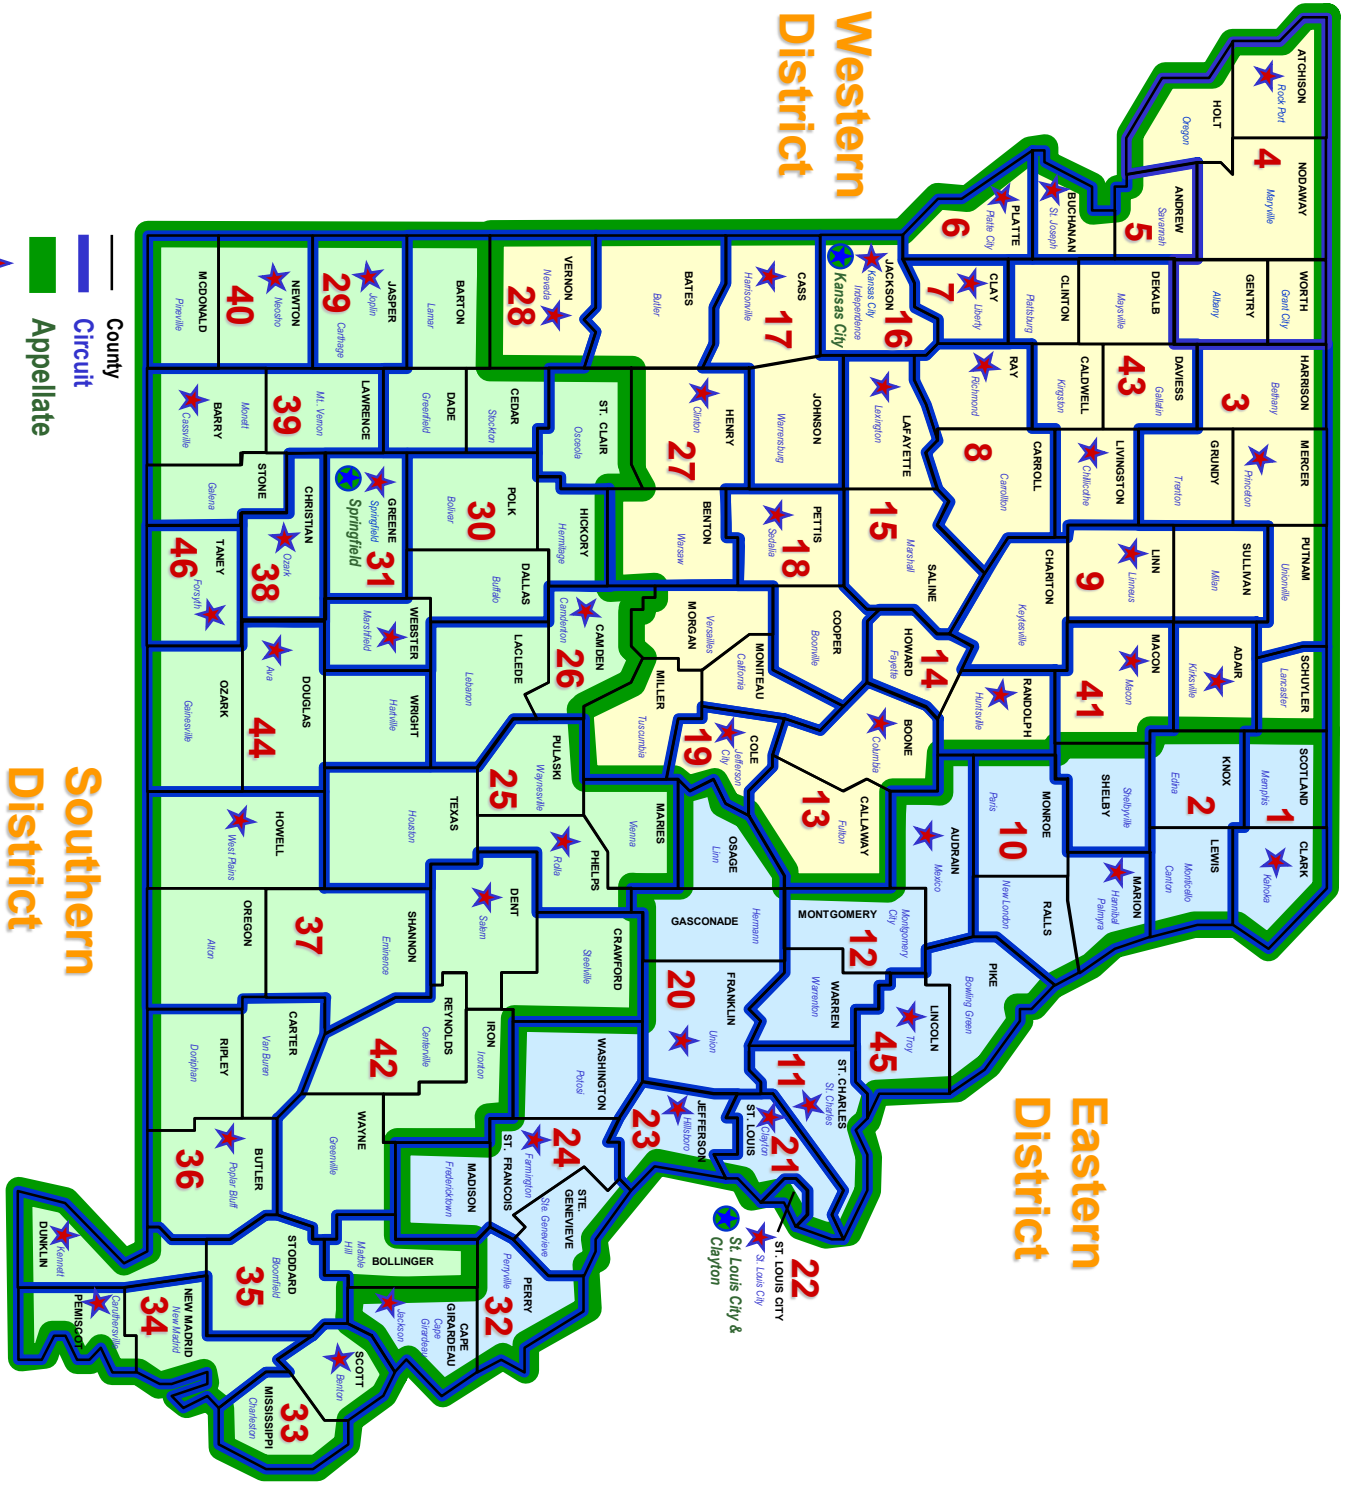 Western
District
Eastern
District
Southern
District
ATCHISON
Rock Port
4
NODAWAY
Maryville
HOLT
Oregon
ANDREW
Savannah
5
BUCHANAN
St. Joseph
PLATTE
Platte City
6
WORTH
Grant City
GENTRY
Albany
DEKALB
Maysville
CLINTON
Plattsburg
CLAY
Liberty
7
HARRISON
Bethany
3
DAVIESS
Gallatin
43
CALDWELL
Kingston
RAY
Richmond
MERCER
Princeton
GRUNDY
Trenton
LIVINGSTON
Chillicothe
CARROLL
Carrollton
8
PUTNAM
Unionville
SULLIVAN
Milan
LINN
Linneus
9
CHARITON
Keytesville
SCHUYLER
Lancaster
ADAIR
Kirksville
MACON
Macon
41
RANDOLPH
Huntsville
HOWARD
Fayette
14
SCOTLAND
Memphis
1
CLARK
Kahoka
KNOX
Edina
2
LEWIS
Monticello
Canton
SHELBY
Shelbyville
MARION
Hannibal
Palmyra
MONROE
Paris
10
RALLS
New London
AUDRAIN
Mexico
PIKE
Bowling Green
LINCOLN
Troy
45
MONTGOMERY
Montgomery
City
12
WARREN
Warrenton
ST. CHARLES
St. Charles
11
ST. LOUIS
Clayton
21
22
ST. LOUIS CITY
St. Louis City
St. Louis City &
Clayton
JACKSON
Kansas City
Independence
16
Kansas City
LAFAYETTE
Lexington
SALINE
Marshall
15
CASS
Harrisonville
17
JOHNSON
Warrensburg
PETTIS
Sedalia
18
COOPER
Boonville
BOONE
Columbia
CALLAWAY
Fulton
13
BATES
Butler
HENRY
Clinton
27
BENTON
Warsaw
MORGAN
Versailles
MONITEAU
California
COLE
Jefferson
City
19
MILLER
Tuscumbia
OSAGE
Linn
GASCONADE
Hermann
FRANKLIN
Union
20
JEFFERSON
Hillsboro
23
VERNON
Nevada
28
ST. CLAIR
Osceola
HICKORY
Hermitage
CAMDEN
Camdenton
26
MARIES
Vienna
PULASKI
Waynesville
25
PHELPS
Rolla
CRAWFORD
Steelville
WASHINGTON
Potosi
ST. FRANCOIS
Farmington
24
STE.
GENEVIEVE
Ste. Genevieve
BARTON
Lamar
CEDAR
Stockton
DADE
Greenfield
POLK
Bolivar
30
DALLAS
Buffalo
LACLEDE
Lebanon
DENT
Salem
IRON
Ironton
REYNOLDS
Centerville
42
MADISON
Fredericktown
PERRY
Perryville
32
JASPER
Joplin
Carthage
29
LAWRENCE
Mt. Vernon
39
GREENE
Springfield
31
Springfield
WEBSTER
Marshfield
WRIGHT
Hartville
TEXAS
Houston
SHANNON
Eminence
37
WAYNE
Greenville
BOLLINGER
Marble
Hill
CAPE
GIRARDEAU
Cape
Girardeau
Jackson
NEWTON
Neosho
40
MCDONALD
Pineville
BARRY
Cassville
Monett
STONE
Galena
CHRISTIAN
Ozark
38
TANEY
Forsyth
46
DOUGLAS
Ava
44
OZARK
Gainesville
HOWELL
West Plains
OREGON
Alton
CARTER
Van Buren
RIPLEY
Doniphan
BUTLER
Poplar Bluff
36
STODDARD
Bloomfield
35
SCOTT
Benton
MISSISSIPPI
Charleston
33
NEW MADRID
New Madrid
34
PEMISCOT
Caruthersville
DUNKLIN
Kennett
County
Circuit
Appellate